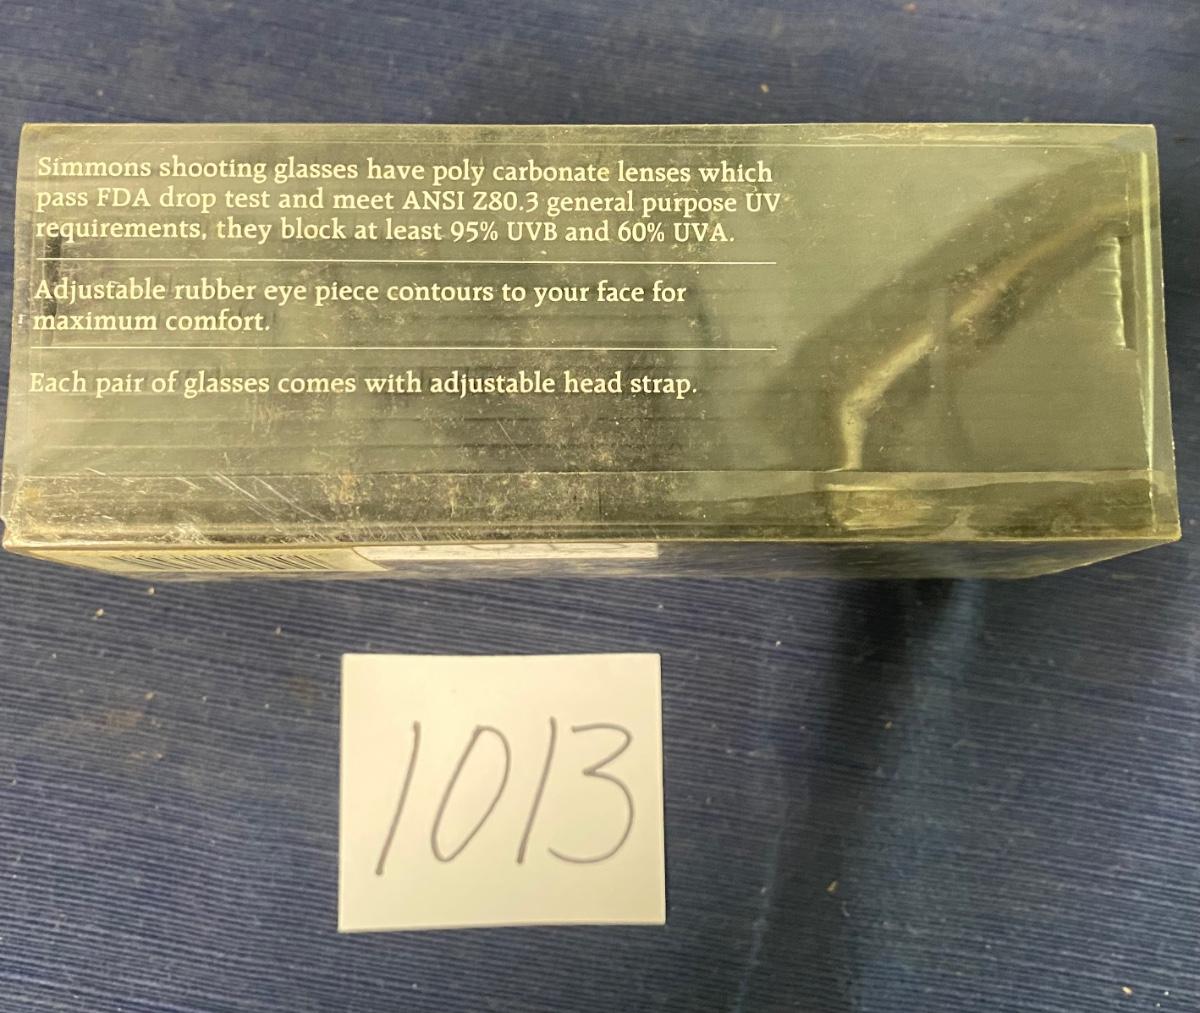 Simmons shooting glasses have poly carbonate lenses which
pass FDA drop test and meet ANSI Z80.3 general purpose UV
requirements, they block at least 95% UVB and 60% UVA.
Adjustable rubber eye piece contours to your face for
maximum comfort.
Each pair of glasses comes with adjustable head strap.
1013